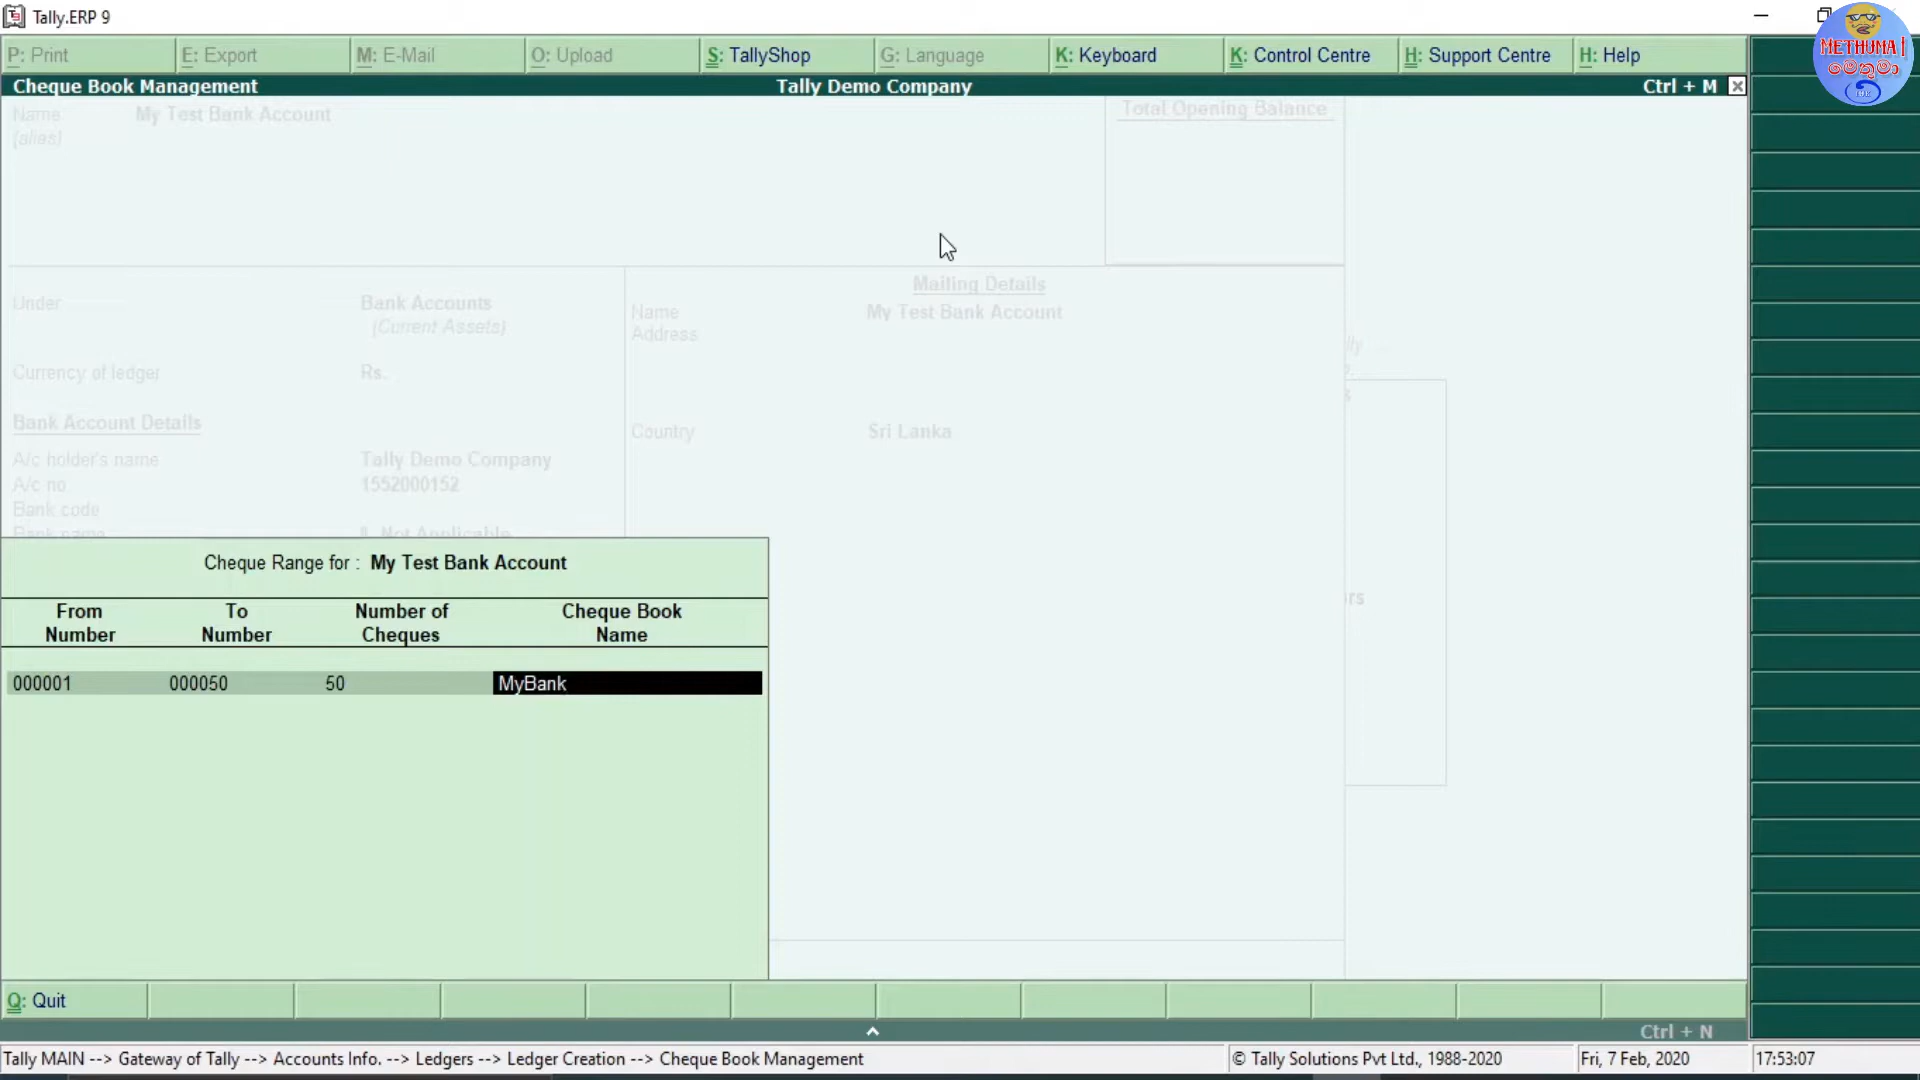 Tally.ERP 9
P: Print E: Export M: E-Mail O: Upload S: TallyShop G: Language K: Keyboard K: Control Centre H: Support Centre H: Help
METHUMA !
මෙතුමා
Cheque Book Management Tally Demo Company Ctrl + M
Name My Test Bank Account Total Opening Balance
(alias)
Mailing Details
Under Bank Accounts Name My Test Bank Account
(Current Assets) Address
Currency of ledger Rs.
Bank Account Details
Country Sri Lanka
A/c holder's name Tally Demo Company
A/c no 1552000152
Bank code
Bank name Not Applicable
Cheque Range for : My Test Bank Account
From To Number of Cheque Book
Number Number Cheques Name
000001 000050 50 MyBank
Q: Quit
Ctrl + N
Tally MAIN --> Gateway of Tally --> Accounts Info. --> Ledgers --> Ledger Creation --> Cheque Book Management © Tally Solutions Pvt Ltd., 1988-2020 Fri, 7 Feb, 2020 17:53:07